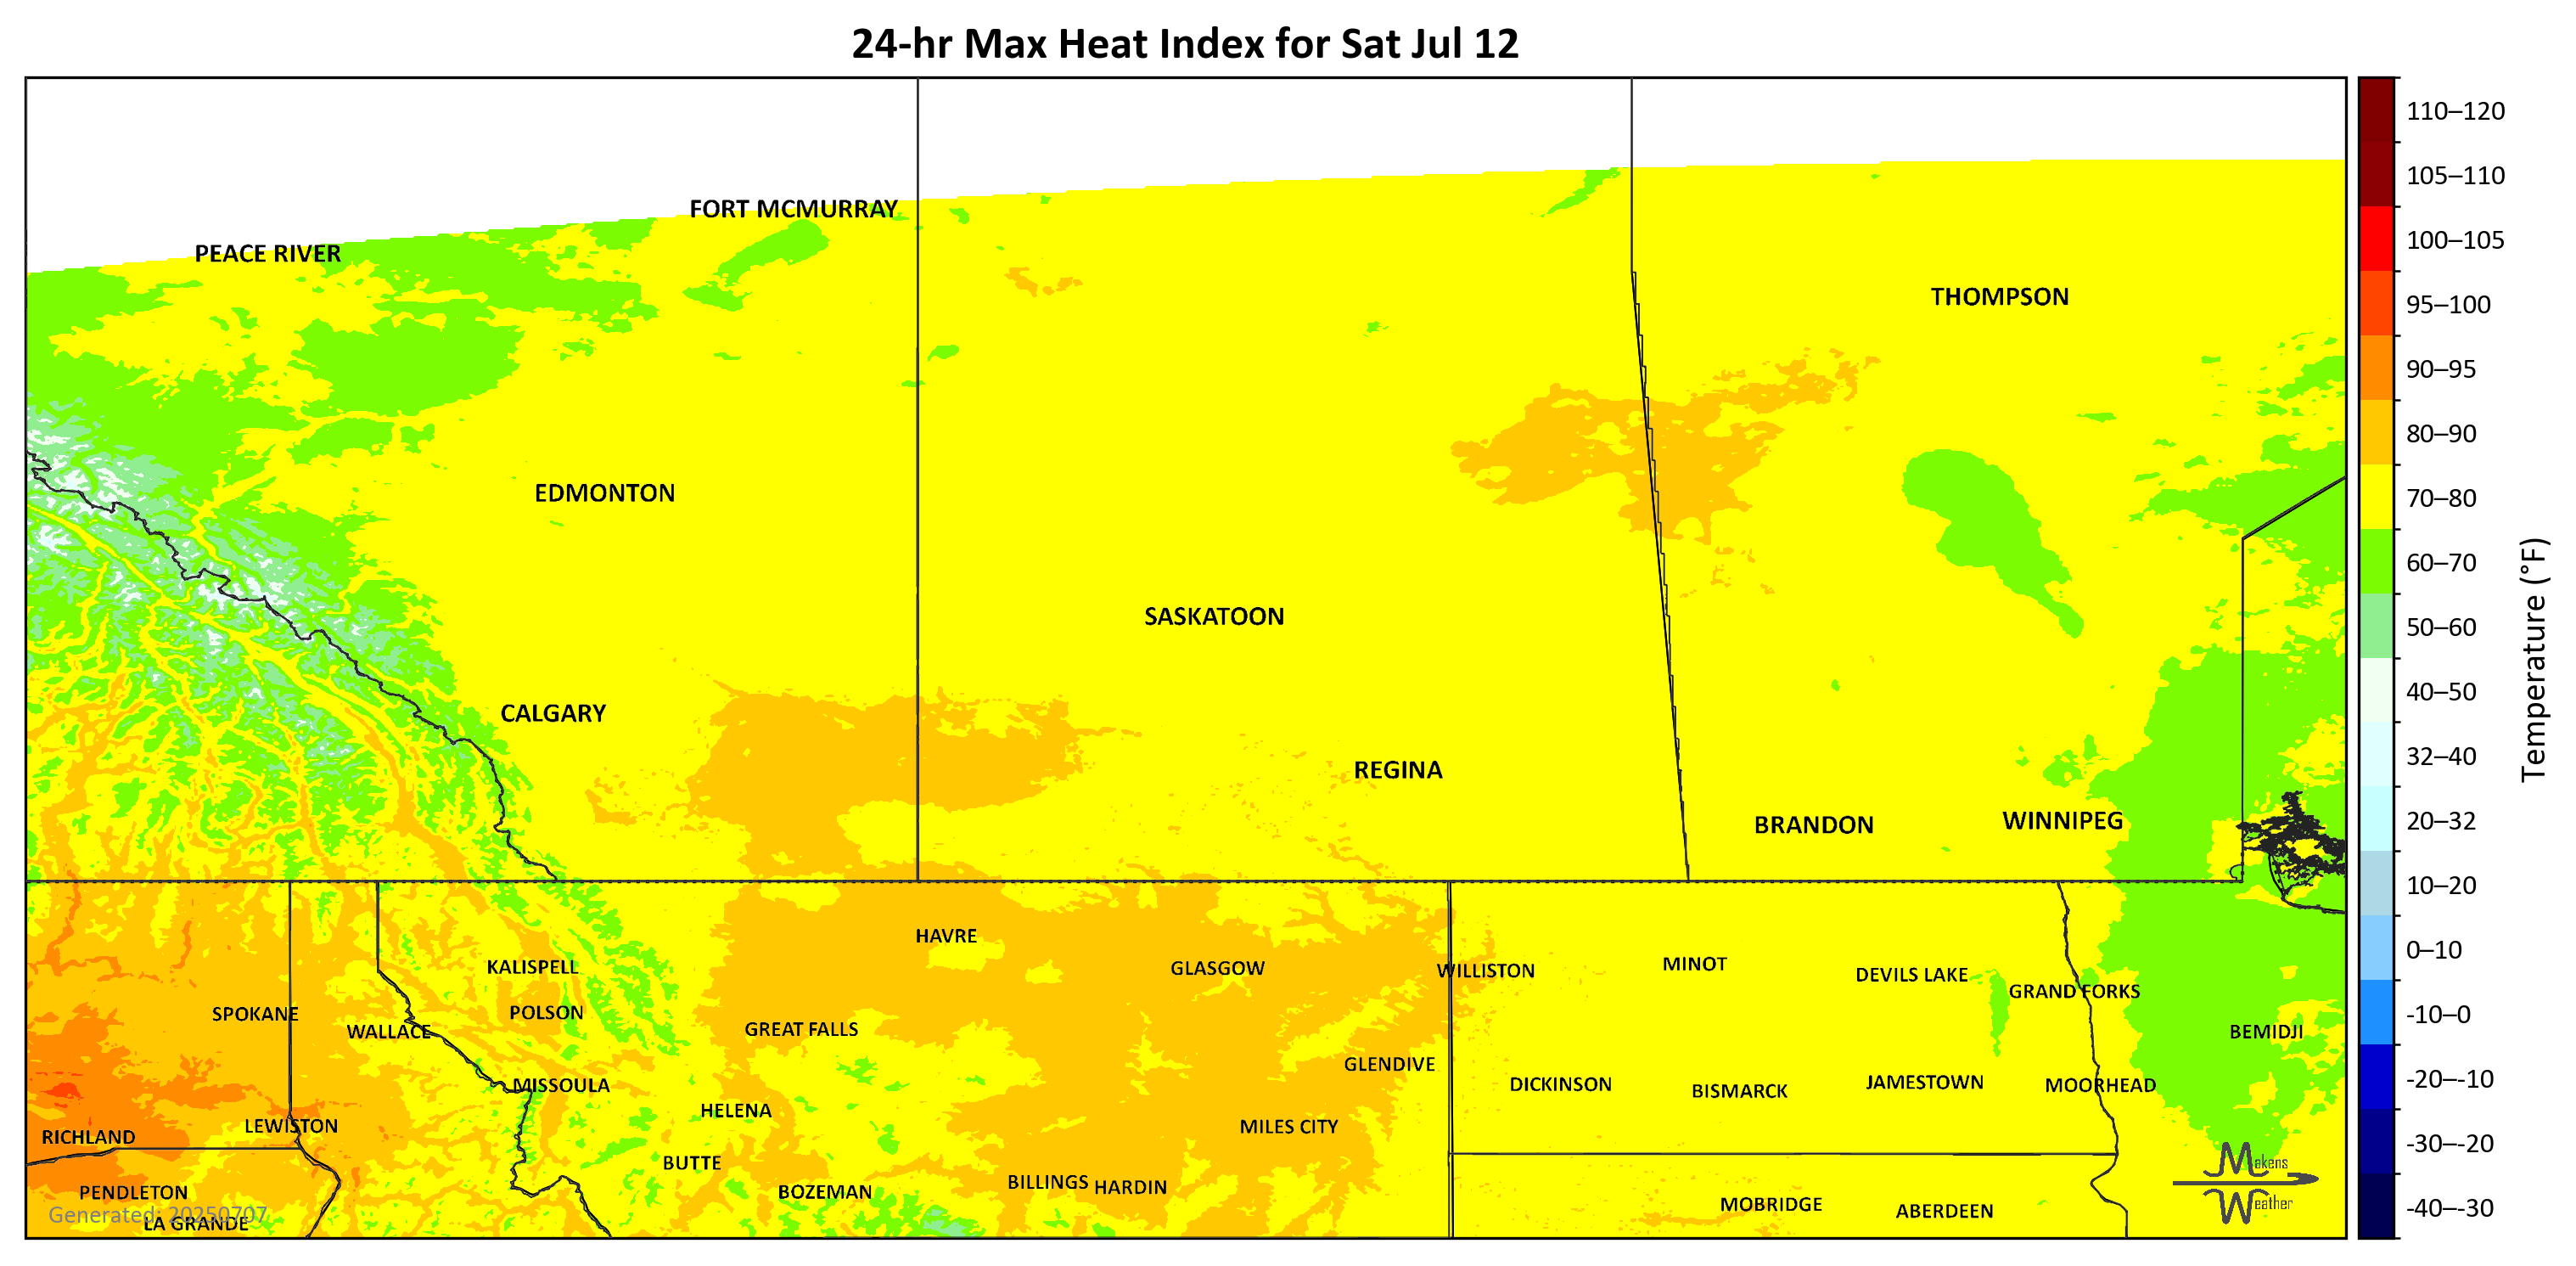 24-hr Max Heat Index for Sat Jul 12
FORT MCMURRAY
PEACE RIVER
THOMPSON
EDMONTON
SASKATOON
CALGARY
REGINA
BRANDON
WINNIPEG
HAVRE
GLASGOW
KALISPELL
WILLISTON
MINOT
DEVILS LAKE
GRAND FORKS
SPOKANE
POLSON
WALLACE
GREAT FALLS
BEMIDJI
GLENDIVE
MISSOULA
DICKINSON
BISMARCK
JAMESTOWN
MOORHEAD
HELENA
LEWISTON
MILES CITY
RICHLAND
BUTTE
BILLINGS
HARDIN
PENDLETON
BOZEMAN
MOBRIDGE
ABERDEEN
LA GRANDE
Generated: 20250707
Makens
Weather
110–120
105–110
100–105
95–100
90–95
80–90
70–80
60–70
50–60
40–50
32–40
20–32
10–20
0–10
-10–0
-20–-10
-30–-20
-40–-30
Temperature (°F)